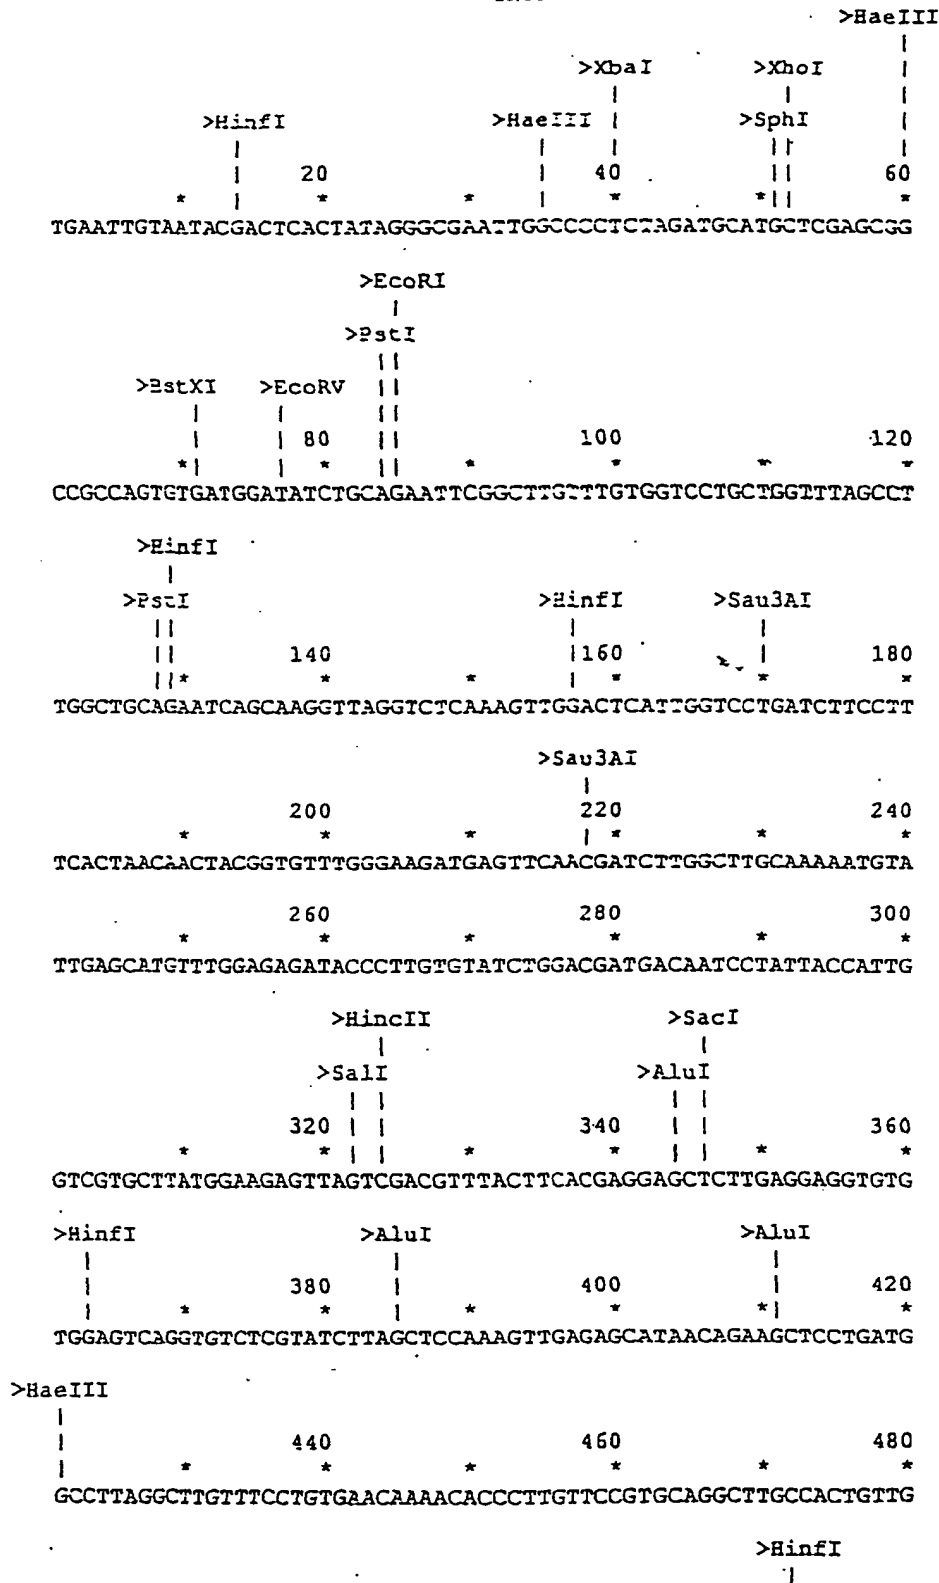 >HaeIII
>XbaI >XhoI
>HinfI >HaeIII >SphI
20 40 60
* * * * * *
TGAATTGTAATACGACTCACTATAGGGCGAATTGGCCCCTCTAGATGCATGCTCGAGCGG
>EcoRI
>PstI
>BstXI >EcoRV
80 100 120
* * * * * *
CCGCCAGTGTGATGGATATCTGCAGAATTCGGCTTGTTTGTGGTCCTGCTGGTTTAGCCT
>HinfI
>PstI >HinfI >Sau3AI
140 160 180
* * * * * *
TGGCTGCAGAATCAGCAAGGTTAGGTCTCAAAGTTGGACTCATTGGTCCTGATCTTCCTT
>Sau3AI
200 220 240
* * * * * *
TCACTAACAACTACGGTGTTTGGGAAGATGAGTTCAACGATCTTGGCTTGCAAAAATGTA
260 280 300
* * * * * *
TTGAGCATGTTTGGAGAGATACCCTTGTGTATCTGGACGATGACAATCCTATTACCATTG
>HincII >SacI
>SalI >AluI
320 340 360
* * * * * *
GTCGTGCTTATGGAAGAGTTAGTCGACGTTTACTTCACGAGGAGCTCTTGAGGAGGTGTG
>HinfI >AluI >AluI
380 400 420
* * * * * *
TGGAGTCAGGTGTCTCGTATCTTAGCTCCAAAGTTGAGAGCATAACAGAAGCTCCTGATG
>HaeIII
440 460 480
* * * * * *
GCCTTAGGCTTGTTTCCTGTGAACAAAACACCCTTGTTCCGTGCAGGCTTGCCACTGTTG
>HinfI